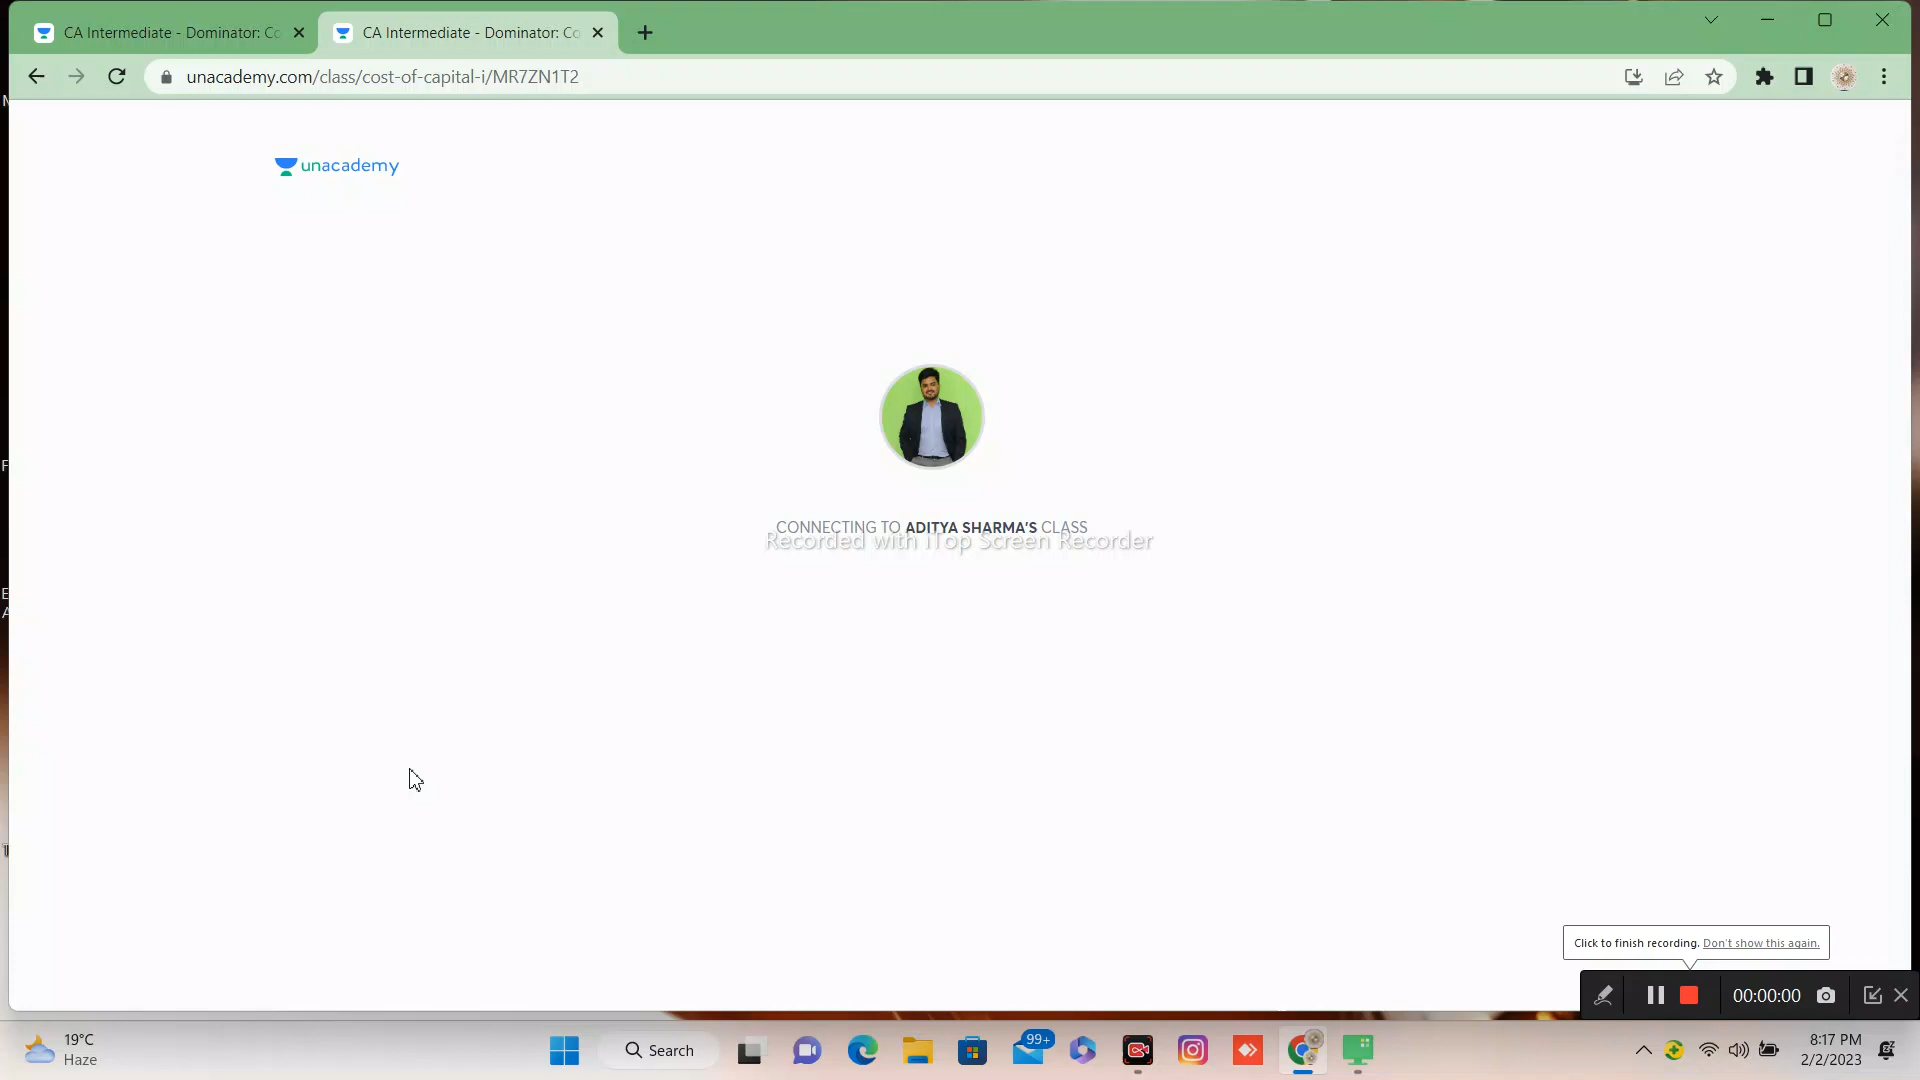 CA Intermediate - Dominator: Co
CA Intermediate - Dominator: Co
unacademy.com/class/cost-of-capital-i/MR7ZN1T2
unacademy
CONNECTING TO ADITYA SHARMA'S CLASS
Recorded with iTop Screen Recorder
Click to finish recording. Don't show this again.
00:00:00
19°C
Haze
Search
99+
8:17 PM
2/2/2023